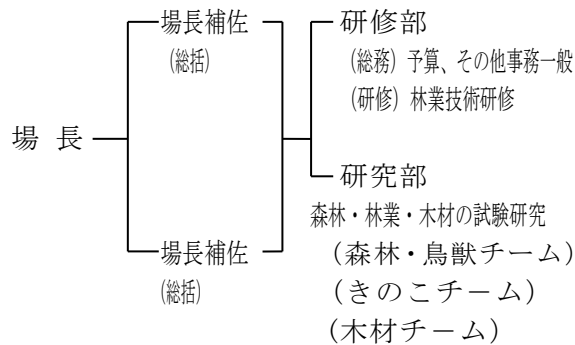 場長
場長補佐
(総括)
場長補佐
(総括)
研修部
(総務) 予算、その他事務一般
(研修) 林業技術研修
研究部
森林・林業・木材の試験研究
(森林・鳥獣チーム)
(きのこチーム)
(木材チーム)